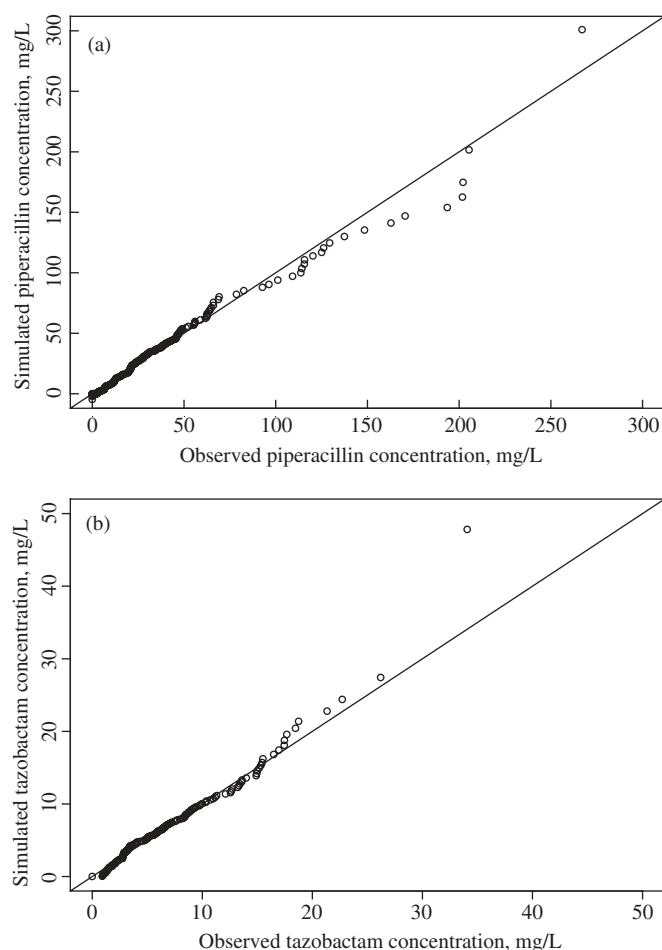 (a)
Simulated piperacillin concentration, mg/L
300
250
200
150
100
50
0
0 50 100 150 200 250 300
Observed piperacillin concentration, mg/L
(b)
Simulated tazobactam concentration, mg/L
50
40
30
20
10
0
0 10 20 30 40 50
Observed tazobactam concentration, mg/L